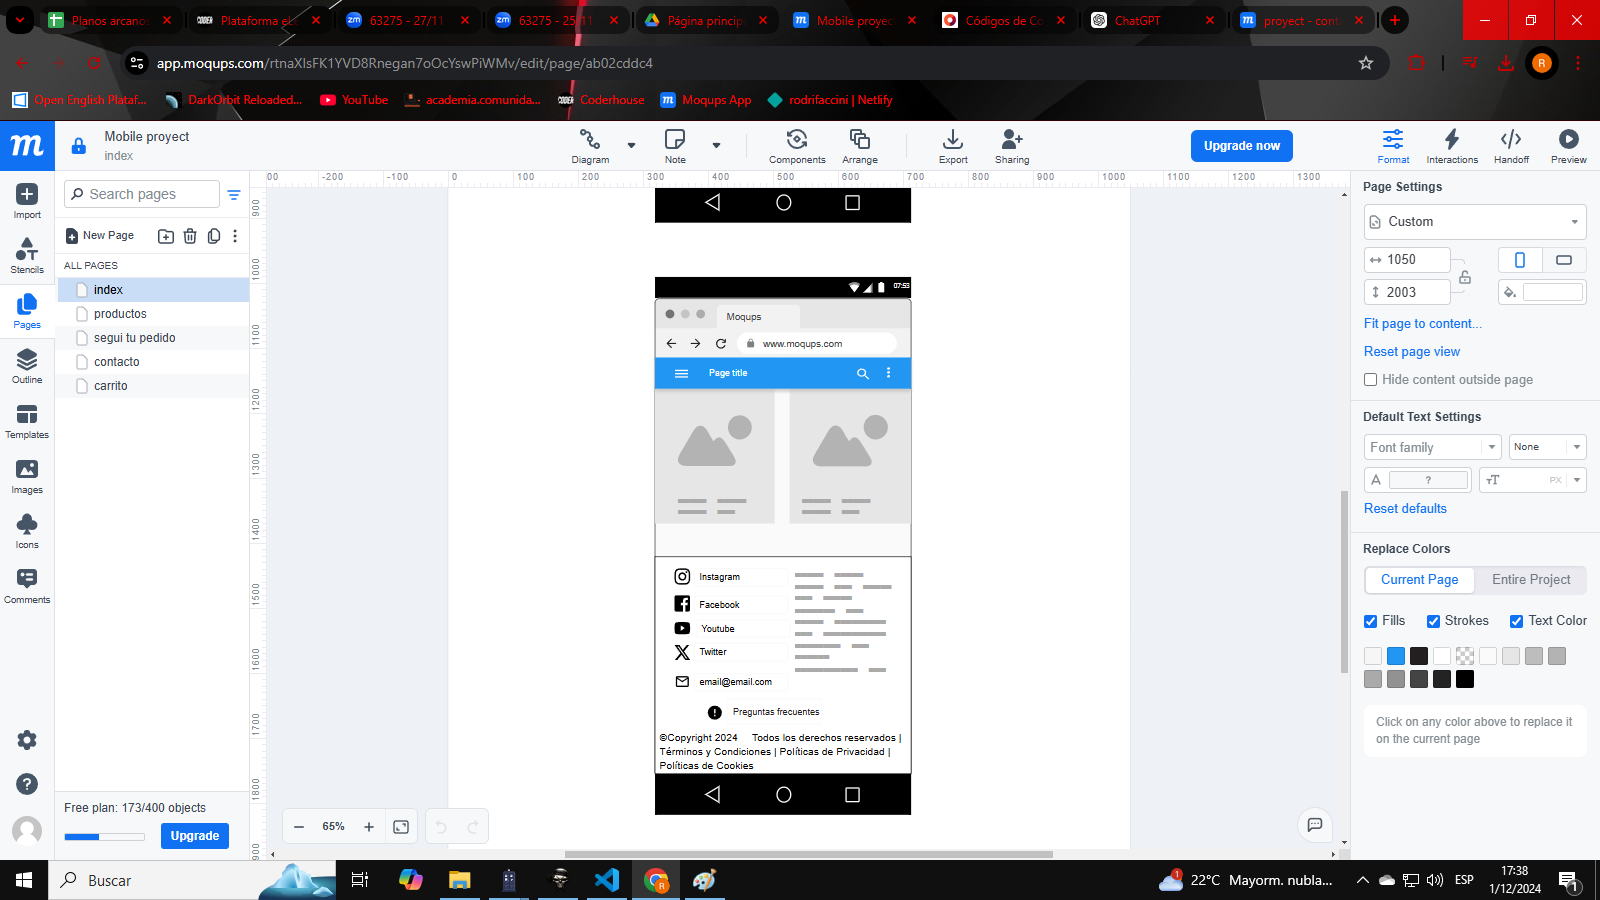 Planos arcanos
Plataforma ele
63275 - 27/11
63275 - 25/11
Página princip
Mobile proyec
Códigos de Co
ChatGPT
proyect - cont
app.moqups.com/rtnaXIsFK1YVD8Rnegan7oOcYswPiWMv/edit/page/ab02cddc4
R
Open English Plataf...
DarkOrbit Reloaded...
YouTube
academia.comunida...
Coderhouse
Moqups App
rodrifaccini | Netlify
m
Mobile proyect
index
Diagram
Note
Components
Arrange
Export
Sharing
Upgrade now
Format
Interactions
Handoff
Preview
Import
Stencils
Pages
Outline
Templates
Images
Icons
Comments
Search pages
New Page
ALL PAGES
index
productos
segui tu pedido
contacto
carrito
Free plan: 173/400 objects
Upgrade
00 -200 -100 0 100 200 300 400 500 600 700 800 900 1000 1100 1200 1300
900
1000
1100
1200
1300
1400
1500
1600
1700
1800
900
07:53
Moqups
www.moqups.com
Page title
Instagram
Facebook
Youtube
Twitter
email@email.com
Preguntas frecuentes
©Copyright 2024 Todos los derechos reservados |
Términos y Condiciones | Políticas de Privacidad |
Políticas de Cookies
65%
Page Settings
Custom
1050
2003
Fit page to content...
Reset page view
Hide content outside page
Default Text Settings
Font family
None
A ?
TT PX
Reset defaults
Replace Colors
Current Page
Entire Project
Fills
Strokes
Text Color
Click on any color above to replace it
on the current page
Buscar
1
22°C Mayorm. nubla...
ESP
17:38
1/12/2024
1